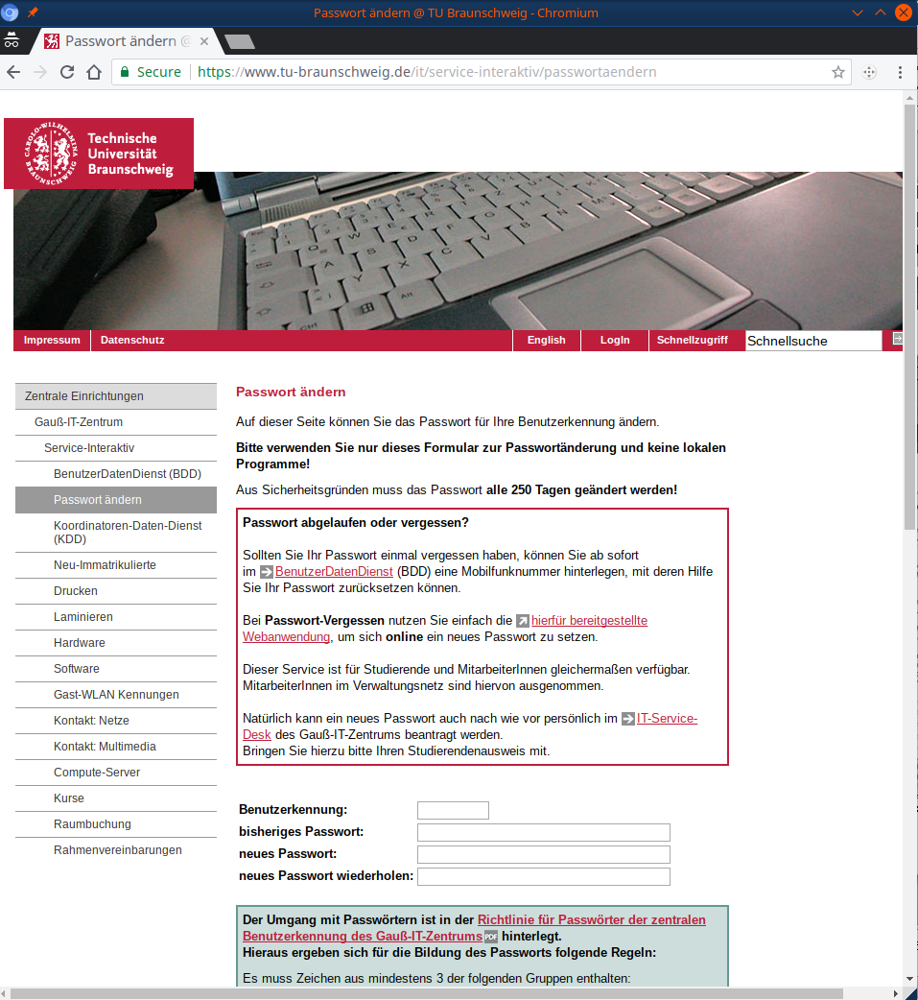 Passwort ändern @ TU Braunschweig - Chromium
Passwort ändern @
Secure
https://www.tu-braunschweig.de/it/service-interaktiv/passwortaendern
CAROLO-WILHELMINA
BRAUNSCHWEIG
Technische
Universität
Braunschweig
Impressum
Datenschutz
English
LogIn
Schnellzugriff
Schnellsuche
Zentrale Einrichtungen
Gauß-IT-Zentrum
Service-Interaktiv
BenutzerDatenDienst (BDD)
Passwort ändern
Koordinatoren-Daten-Dienst
(KDD)
Neu-Immatrikulierte
Drucken
Laminieren
Hardware
Software
Gast-WLAN Kennungen
Kontakt: Netze
Kontakt: Multimedia
Compute-Server
Kurse
Raumbuchung
Rahmenvereinbarungen
Passwort ändern
Auf dieser Seite können Sie das Passwort für Ihre Benutzerkennung ändern.
Bitte verwenden Sie nur dieses Formular zur Passwortänderung und keine lokalen
Programme!
Aus Sicherheitsgründen muss das Passwort alle 250 Tagen geändert werden!
Passwort abgelaufen oder vergessen?
Sollten Sie Ihr Passwort einmal vergessen haben, können Sie ab sofort
im BenutzerDatenDienst (BDD) eine Mobilfunknummer hinterlegen, mit deren Hilfe
Sie Ihr Passwort zurücksetzen können.
Bei Passwort-Vergessen nutzen Sie einfach die hierfür bereitgestellte
Webanwendung, um sich online ein neues Passwort zu setzen.
Dieser Service ist für Studierende und MitarbeiterInnen gleichermaßen verfügbar.
MitarbeiterInnen im Verwaltungsnetz sind hiervon ausgenommen.
Natürlich kann ein neues Passwort auch nach wie vor persönlich im IT-Service-
Desk des Gauß-IT-Zentrums beantragt werden.
Bringen Sie hierzu bitte Ihren Studierendenausweis mit.
Benutzerkennung:
bisheriges Passwort:
neues Passwort:
neues Passwort wiederholen:
Der Umgang mit Passwörtern ist in der Richtlinie für Passwörter der zentralen
Benutzerkennung des Gauß-IT-Zentrums PDF hinterlegt.
Hieraus ergeben sich für die Bildung des Passworts folgende Regeln:
Es muss Zeichen aus mindestens 3 der folgenden Gruppen enthalten: